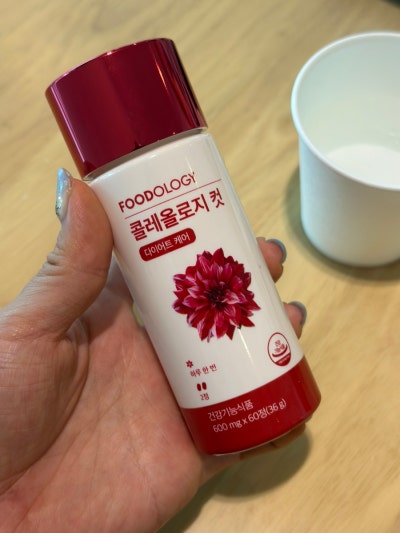 FOODOLOGY
콜레올로지 컷
다이어트 케어
하루 한 번
2정
건강기능식품
600 mg x 60정(36 g)